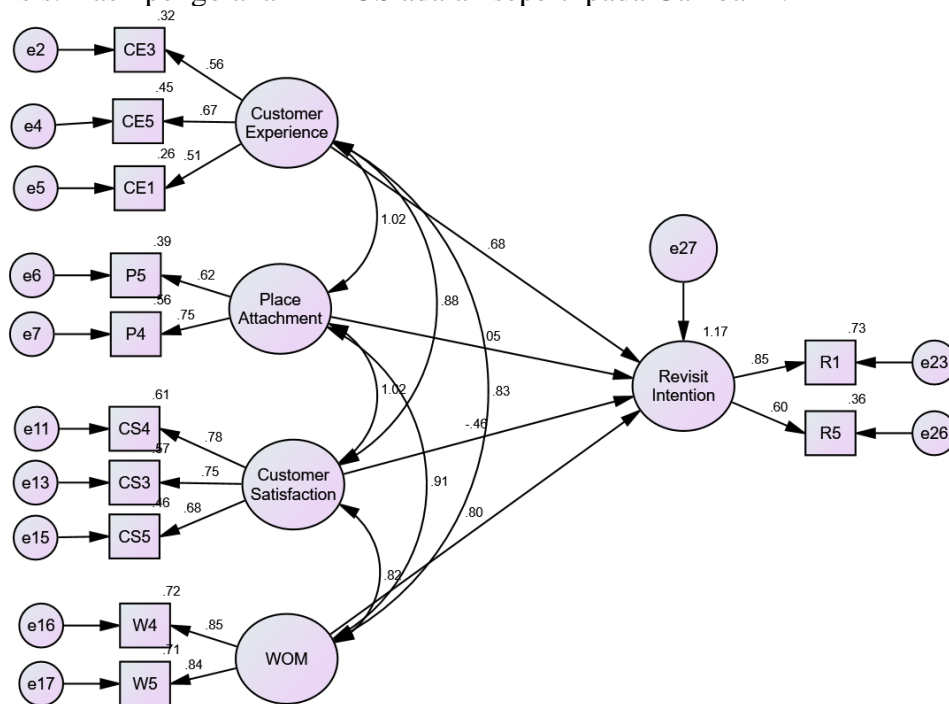 .32
e2
CE3
.56
.45
e4
CE5
.67
Customer
Experience
.26
.51
e5
CE1
1.02
.68
.39
e6
P5
.62
.56
e7
P4
.75
Place
Attachment
.88
.05
.83
e27
1.17
.73
Revisit
Intention
.85
R1
e23
.36
.60
R5
e26
1.02
-.46
.61
e11
CS4
.78
.57
e13
CS3
.75
Customer
Satisfaction
.46
e15
CS5
.68
.91
.80
.82
.72
e16
W4
.85
.71
e17
W5
.84
WOM